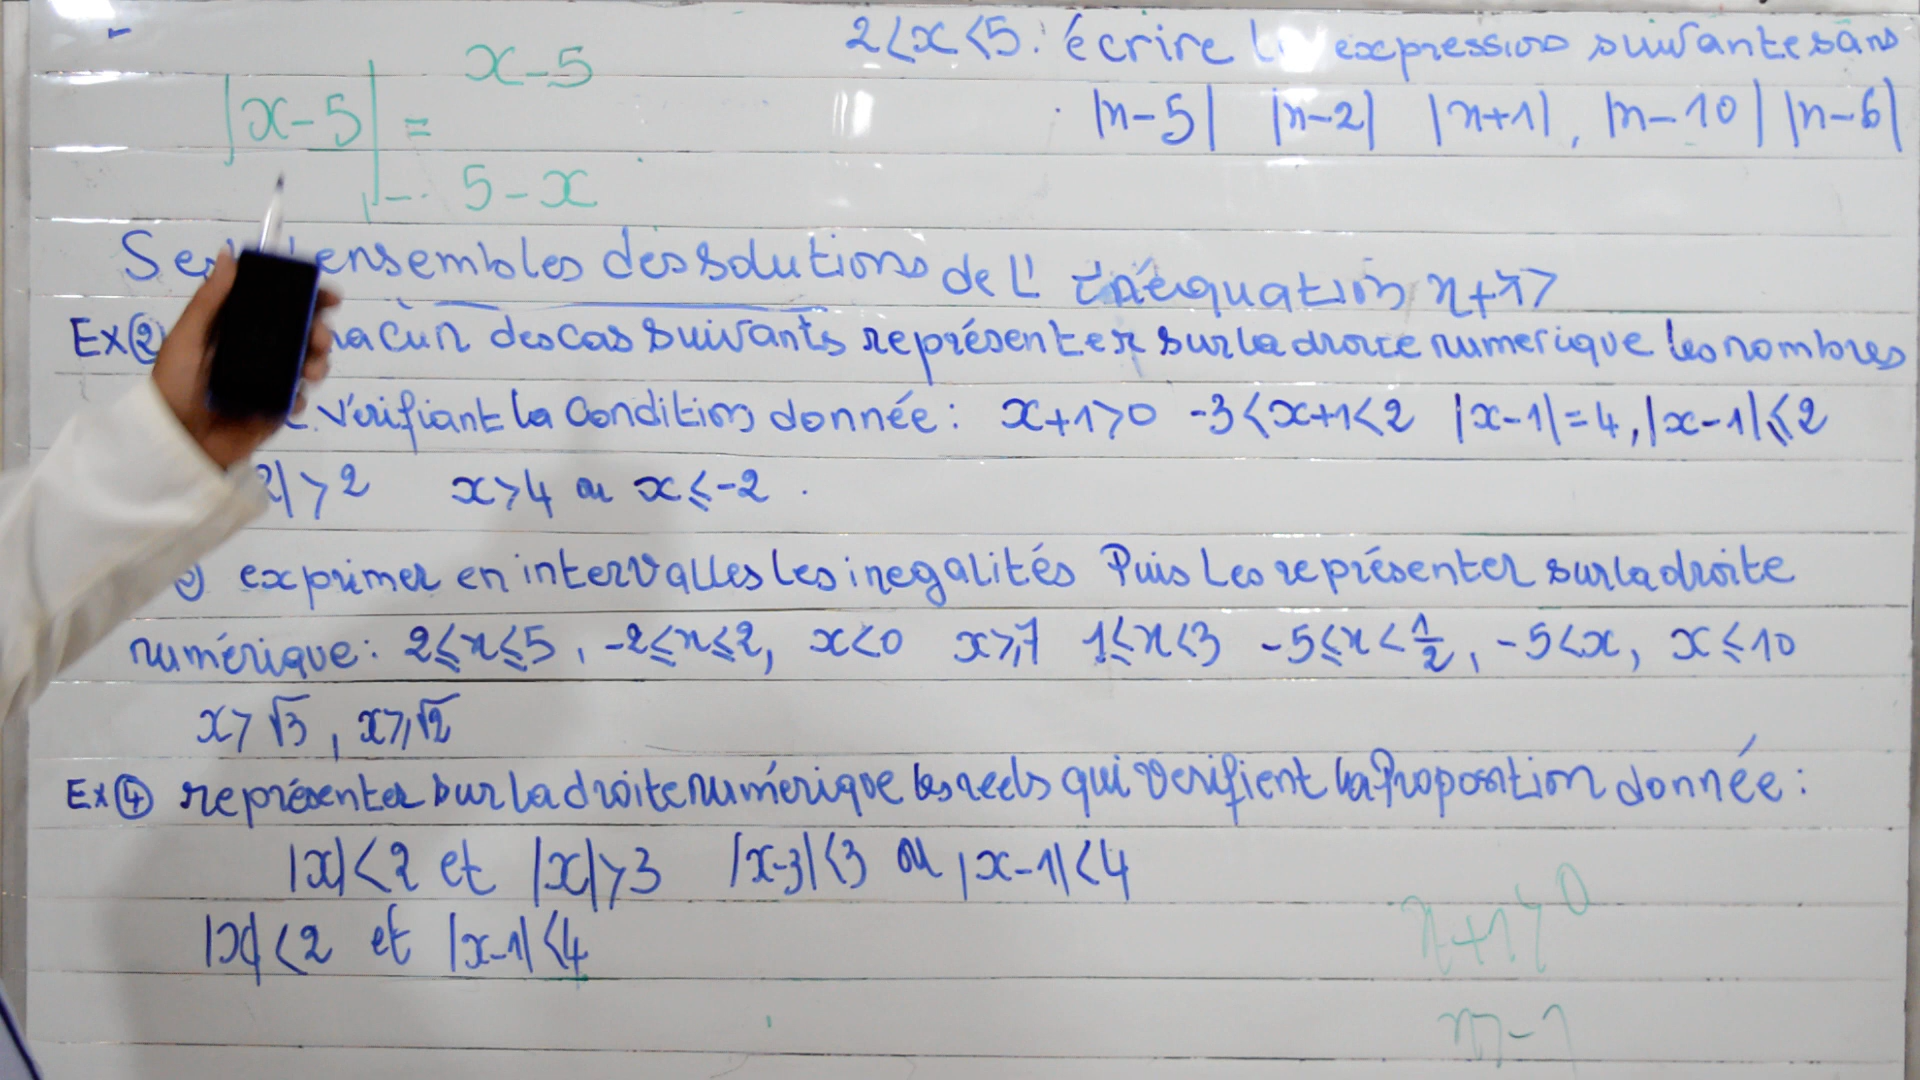 x-5
|x-5| =
5-x
2<x<5 : écrire expression suivante sans
|x-5| |x-2| |x+1|, |x-10| |x-6|
ensembles des solutions de l' inéquation x+1>
Ex② des cas suivants représenter sur la droite numerique les nombres
vérifiant la condition donnée : x+1>0 -3<x+1<2 |x-1|=4, |x-1|≤2
2|>2 x>4 ou x≤-2 .
exprimer en intervalles les inegalités Puis les représenter sur la droite
numérique : 2≤x≤5, -2≤x≤2, x<0 x≥7 1≤x<3 -5≤x<1/2, -5<x, x≤10
x>√3, x≥√2
Ex④ représenter sur la droite numérique les reels qui verifient la Proposition donnée :
|x|<2 et |x|>3 |x-3|<3 ou |x-1|<4
|x|<2 et |x-1|<4
x+1>0
x>-1